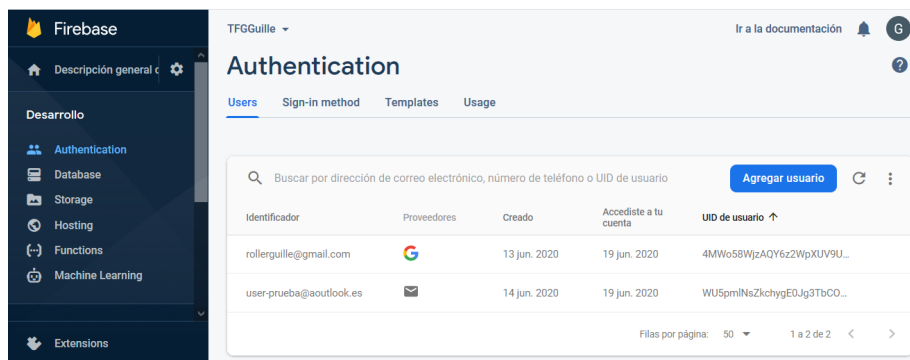 Firebase
TFGGuille
Ir a la documentación
G
Descripción general d
Authentication
?
Users Sign-in method Templates Usage
Desarrollo
Authentication
Database
Storage
Hosting
Functions
Machine Learning
Extensions
Buscar por dirección de correo electrónico, número de teléfono o UID de usuario
Agregar usuario
Identificador Proveedores Creado Accediste a tu cuenta UID de usuario
rollerguille@gmail.com 13 jun. 2020 19 jun. 2020 4MWo58WjzAQY6z2WpXUV9U...
user-prueba@aoutlook.es 14 jun. 2020 19 jun. 2020 WU5pmlNsZkchygE0Jg3TbCO...
Filas por página: 50 1 a 2 de 2